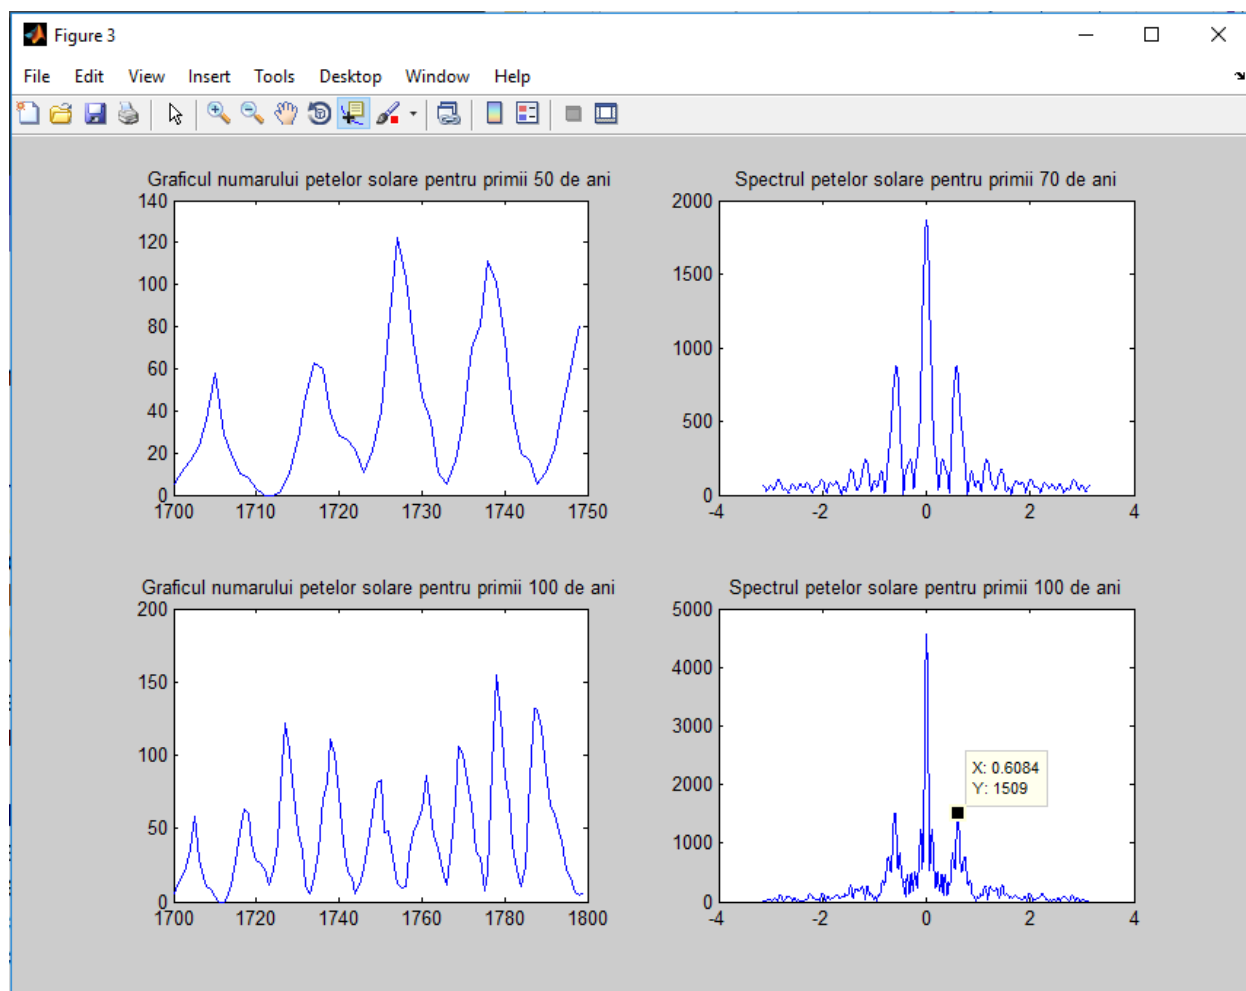 Figure 3
File Edit View Insert Tools Desktop Window Help
Graficul numarului petelor solare pentru primii 50 de ani
140
120
100
80
60
40
20
0
1700 1710 1720 1730 1740 1750
Spectrul petelor solare pentru primii 70 de ani
2000
1500
1000
500
0
-4 -2 0 2 4
Graficul numarului petelor solare pentru primii 100 de ani
200
150
100
50
0
1700 1720 1740 1760 1780 1800
Spectrul petelor solare pentru primii 100 de ani
5000
4000
3000
2000
1000
0
-4 -2 0 2 4
X: 0.6084
Y: 1509